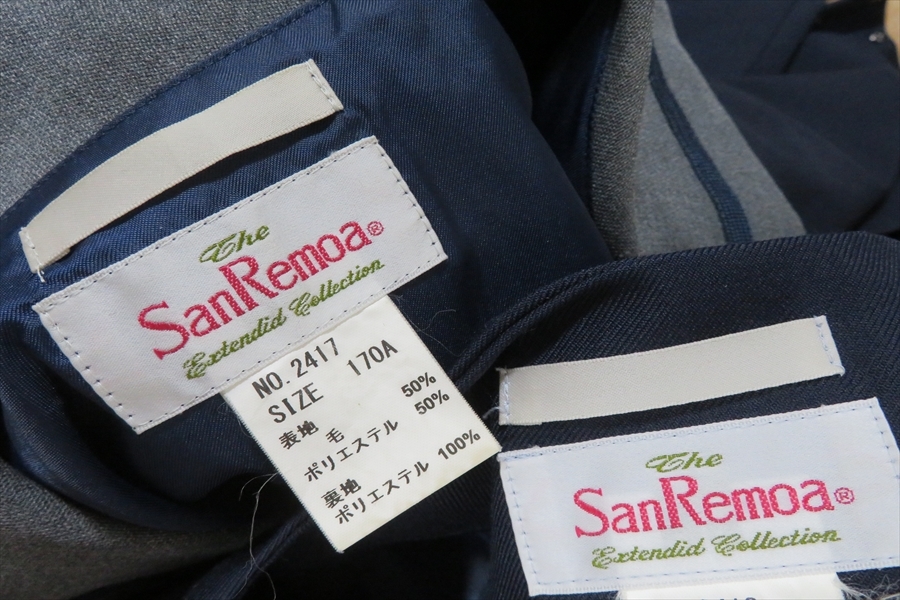 The
SanRemoa®
Extendid Collection
NO. 2417
SIZE 170A
表地 毛 50%
ポリエステル 50%
裏地
ポリエステル 100%
The
SanRemoa®
Extendid Collection